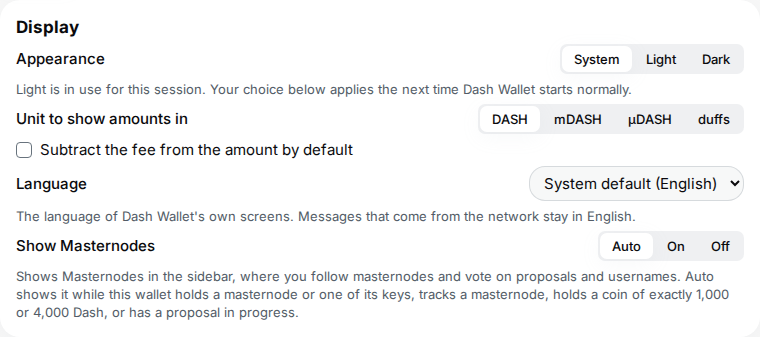 Display
Appearance
System Light Dark
Light is in use for this session. Your choice below applies the next time Dash Wallet starts normally.
Unit to show amounts in
DASH mDASH µDASH duffs
Subtract the fee from the amount by default
Language
System default (English)
The language of Dash Wallet's own screens. Messages that come from the network stay in English.
Show Masternodes
Auto On Off
Shows Masternodes in the sidebar, where you follow masternodes and vote on proposals and usernames. Auto
shows it while this wallet holds a masternode or one of its keys, tracks a masternode, holds a coin of exactly 1,000
or 4,000 Dash, or has a proposal in progress.